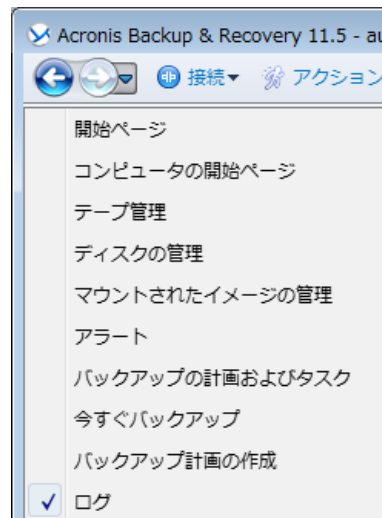 Acronis Backup & Recovery 11.5 - au
接続 アクション
開始ページ
コンピュータの開始ページ
テープ管理
ディスクの管理
マウントされたイメージの管理
アラート
バックアップの計画およびタスク
今すぐバックアップ
バックアップ計画の作成
ログ